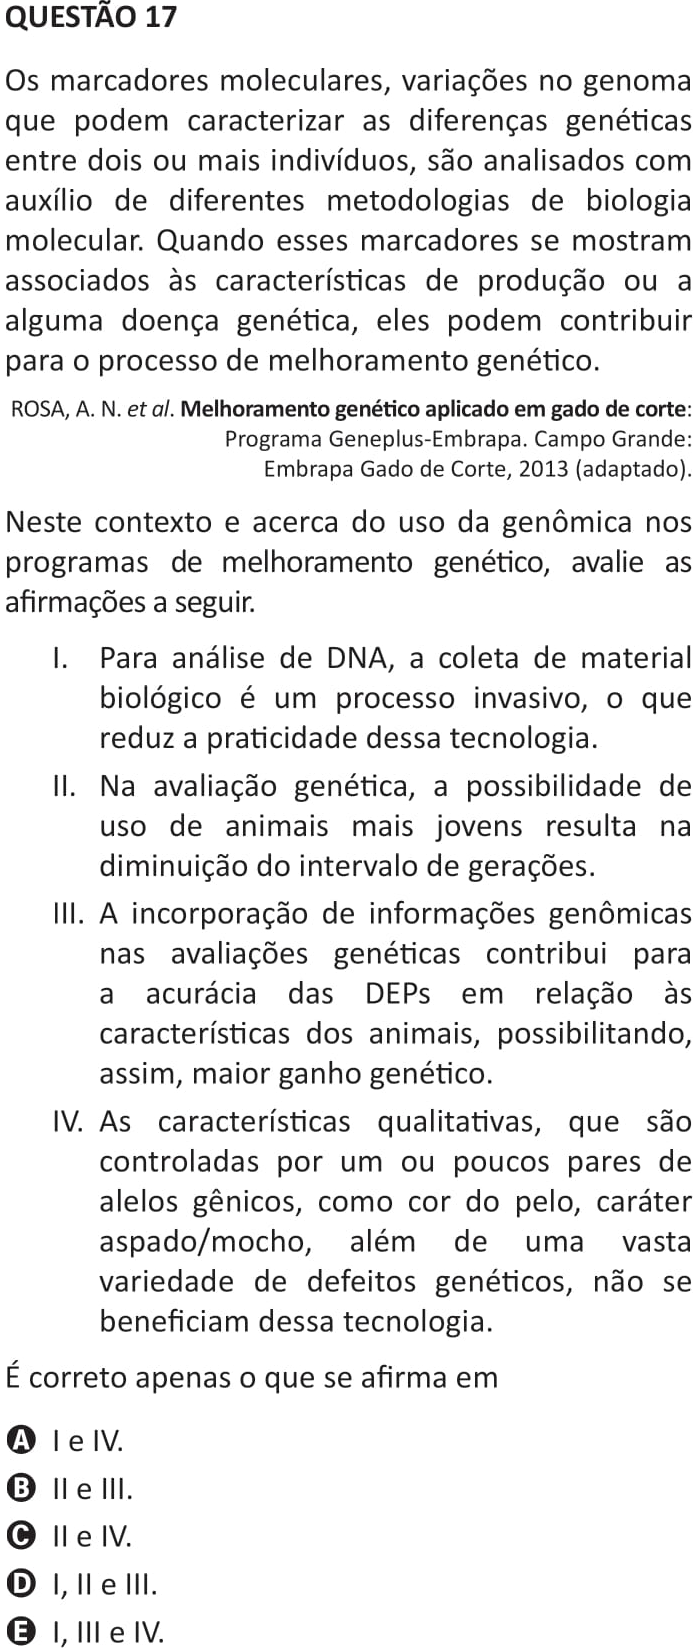 QUESTÃO 17
Os marcadores moleculares, variações no genoma
que podem caracterizar as diferenças genéticas
entre dois ou mais indivíduos, são analisados com
auxílio de diferentes metodologias de biologia
molecular. Quando esses marcadores se mostram
associados às características de produção ou a
alguma doença genética, eles podem contribuir
para o processo de melhoramento genético.
ROSA, A. N. et al. Melhoramento genético aplicado em gado de corte:
Programa Geneplus-Embrapa. Campo Grande:
Embrapa Gado de Corte, 2013 (adaptado).
Neste contexto e acerca do uso da genômica nos
programas de melhoramento genético, avalie as
afirmações a seguir.
I. Para análise de DNA, a coleta de material
biológico é um processo invasivo, o que
reduz a praticidade dessa tecnologia.
II. Na avaliação genética, a possibilidade de
uso de animais mais jovens resulta na
diminuição do intervalo de gerações.
III. A incorporação de informações genômicas
nas avaliações genéticas contribui para
a acurácia das DEPs em relação às
características dos animais, possibilitando,
assim, maior ganho genético.
IV. As características qualitativas, que são
controladas por um ou poucos pares de
alelos gênicos, como cor do pelo, caráter
aspado/mocho, além de uma vasta
variedade de defeitos genéticos, não se
beneficiam dessa tecnologia.
É correto apenas o que se afirma em
A I e IV.
B II e III.
C II e IV.
D I, II e III.
E I, III e IV.